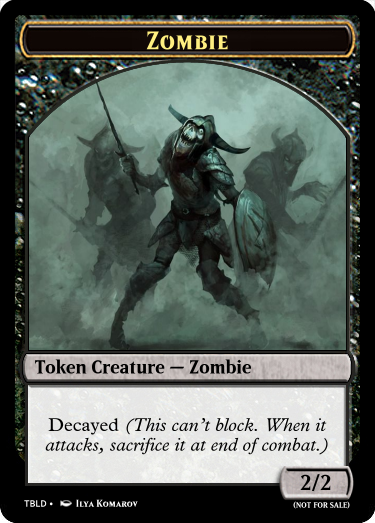 Zombie
Token Creature — Zombie
Decayed (This can't block. When it
attacks, sacrifice it at end of combat.)
2/2
TBLD • Ilya Komarov
(NOT FOR SALE)